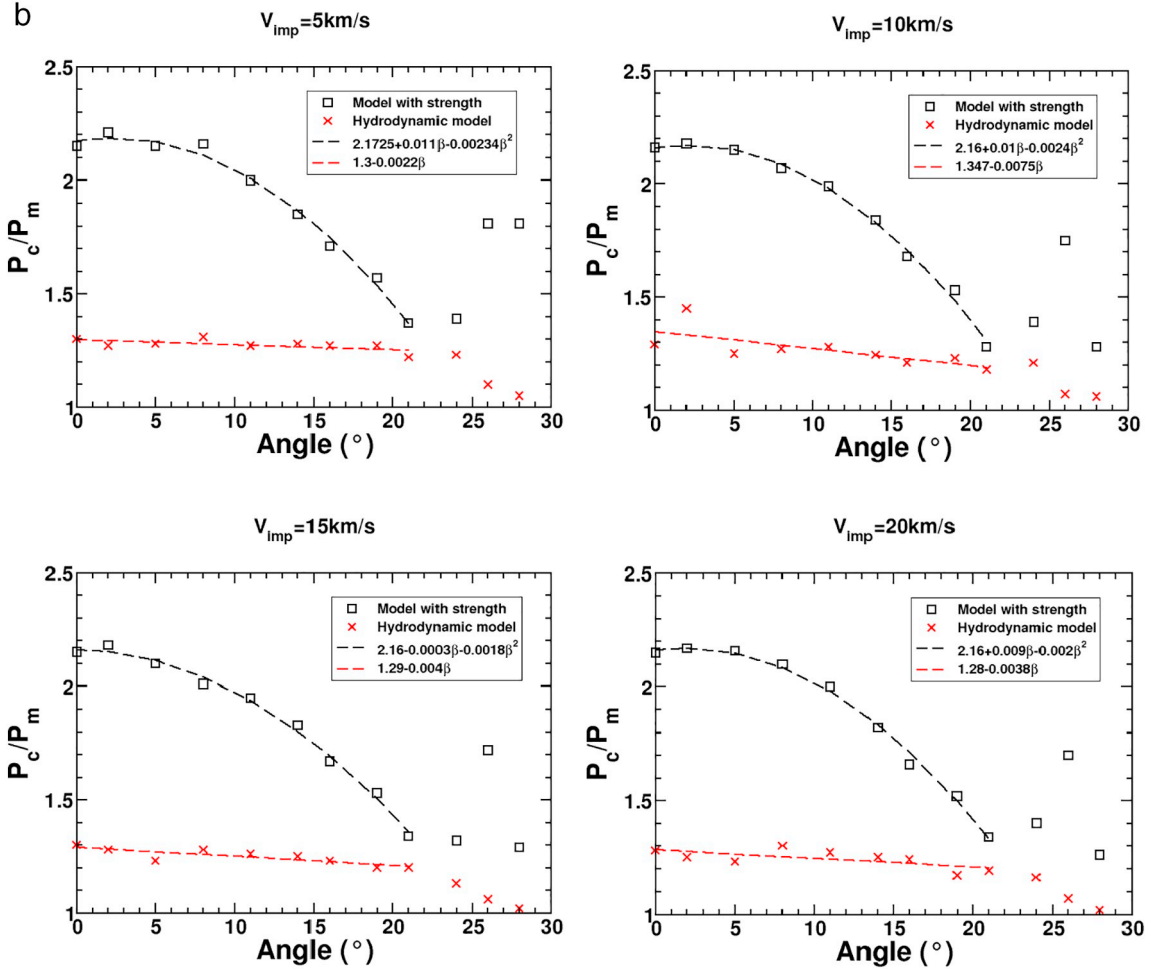 b
V_imp=5km/s
2.5
2
1.5
1
P_c/P_m
Model with strength
Hydrodynamic model
2.1725+0.011β-0.00234β²
1.3-0.0022β
0 5 10 15 20 25 30
Angle (°)
V_imp=10km/s
2.5
2
1.5
1
P_c/P_m
Model with strength
Hydrodynamic model
2.16+0.01β-0.0024β²
1.347-0.0075β
0 5 10 15 20 25 30
Angle (°)
V_imp=15km/s
2.5
2
1.5
1
P_c/P_m
Model with strength
Hydrodynamic model
2.16-0.0003β-0.0018β²
1.29-0.004β
0 5 10 15 20 25 30
Angle (°)
V_imp=20km/s
2.5
2
1.5
1
P_c/P_m
Model with strength
Hydrodynamic model
2.16+0.009β-0.002β²
1.28-0.0038β
0 5 10 15 20 25 30
Angle (°)